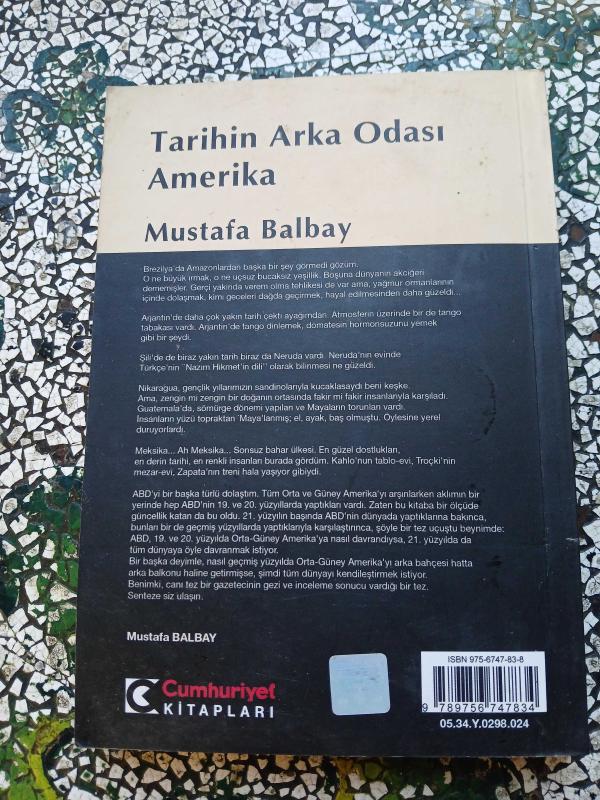 Tarihin Arka Odası
Amerika
Mustafa Balbay
Brezilya'da Amazonlardan başka bir şey görmedi gözüm.
O ne büyük ırmak, o ne uçsuz bucaksız yeşillik. Boşuna dünyanın akciğeri
dememişler. Gerçi yakında verem olma tehlikesi de var ama, yağmur ormanlarının
içinde dolaşmak, kimi geceleri dağda geçirmek, hayal edilmesinden daha güzeldi...
Arjantin'de daha çok yakın tarih çekti ayağımdan. Atmosferin üzerinde bir de tango
tabakası vardı. Arjantin'de tango dinlemek, domatesin hormonsuzunu yemek
gibi bir şeydi.
Şili'de de biraz yakın tarih biraz da Neruda vardı. Neruda'nın evinde
Türkçe'nin "Nazım Hikmet'in dili" olarak bilinmesi ne güzeldi.
Nikaragua, gençlik yıllarımızın sandinolarıyla kucaklasaydı beni keşke.
Ama, zengin mi zengin bir doğanın ortasında fakir mi fakir insanlarıyla karşıladı.
Guatemala'da, sömürge dönemi yapıları ve Mayaların torunları vardı.
İnsanların yüzü topraktan 'Maya'lanmış; el, ayak, baş olmuştu. Öylesine yerel
duruyorlardı.
Meksika... Ah Meksika... Sonsuz bahar ülkesi. En güzel dostlukları,
en derin tarihi, en renkli insanları burada gördüm. Kahlo'nun tablo-evi, Troçki'nin
mezar-evi, Zapata'nın treni hala yaşıyor gibiydi.
ABD'yi bir başka türlü dolaştım. Tüm Orta ve Güney Amerika'yı arşınlarken aklımın bir
yerinde hep ABD'nin 19. ve 20. yüzyıllarda yaptıkları vardı. Zaten bu kitaba bir ölçüde
güncellik katan da bu oldu. 21. yüzyılın başında ABD'nin dünyada yaptıklarına bakınca,
bunları bir de geçmiş yüzyıllarda yaptıklarıyla karşılaştırınca, şöyle bir tez uçuştu beynimde:
ABD, 19. ve 20. yüzyılda Orta-Güney Amerika'ya nasıl davrandıysa, 21. yüzyılda da
tüm dünyaya öyle davranmak istiyor.
Bir başka deyimle, nasıl geçmiş yüzyılda Orta-Güney Amerika'yı arka bahçesi hatta
arka balkonu haline getirmişse, şimdi tüm dünyayı kendileştirmek istiyor.
Benimki, canı tez bir gazetecinin gezi ve inceleme sonucu vardığı bir tez.
Senteze siz ulaşın.
Mustafa BALBAY
Cumhuriyet
KİTAPLARI
ISBN 975-6747-83-8
9 789756 747834
05.34.Y.0298.024